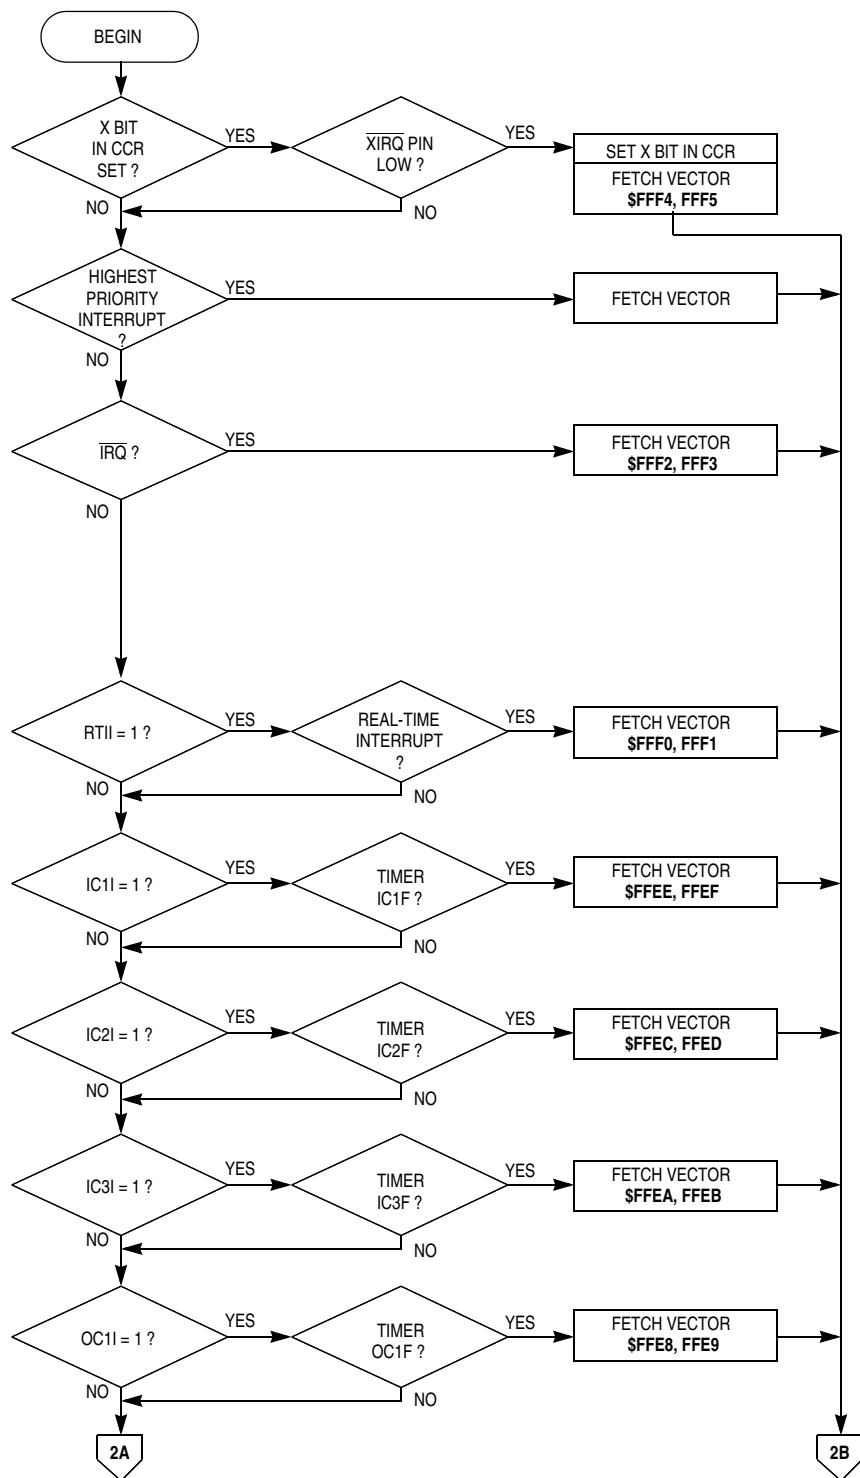 BEGIN
X BIT
IN CCR
SET ?
YES
XIRQ PIN
LOW ?
YES
SET X BIT IN CCR
FETCH VECTOR
$FFF4, FFF5
NO
NO
HIGHEST
PRIORITY
INTERRUPT
?
YES
FETCH VECTOR
NO
IRQ ?
YES
FETCH VECTOR
$FFF2, FFF3
NO
RTII = 1 ?
YES
REAL-TIME
INTERRUPT
?
YES
FETCH VECTOR
$FFF0, FFF1
NO
NO
IC1I = 1 ?
YES
TIMER
IC1F ?
YES
FETCH VECTOR
$FFEE, FFEF
NO
NO
IC2I = 1 ?
YES
TIMER
IC2F ?
YES
FETCH VECTOR
$FFEC, FFED
NO
NO
IC3I = 1 ?
YES
TIMER
IC3F ?
YES
FETCH VECTOR
$FFEA, FFEB
NO
NO
OC1I = 1 ?
YES
TIMER
OC1F ?
YES
FETCH VECTOR
$FFE8, FFE9
NO
NO
2A
2B